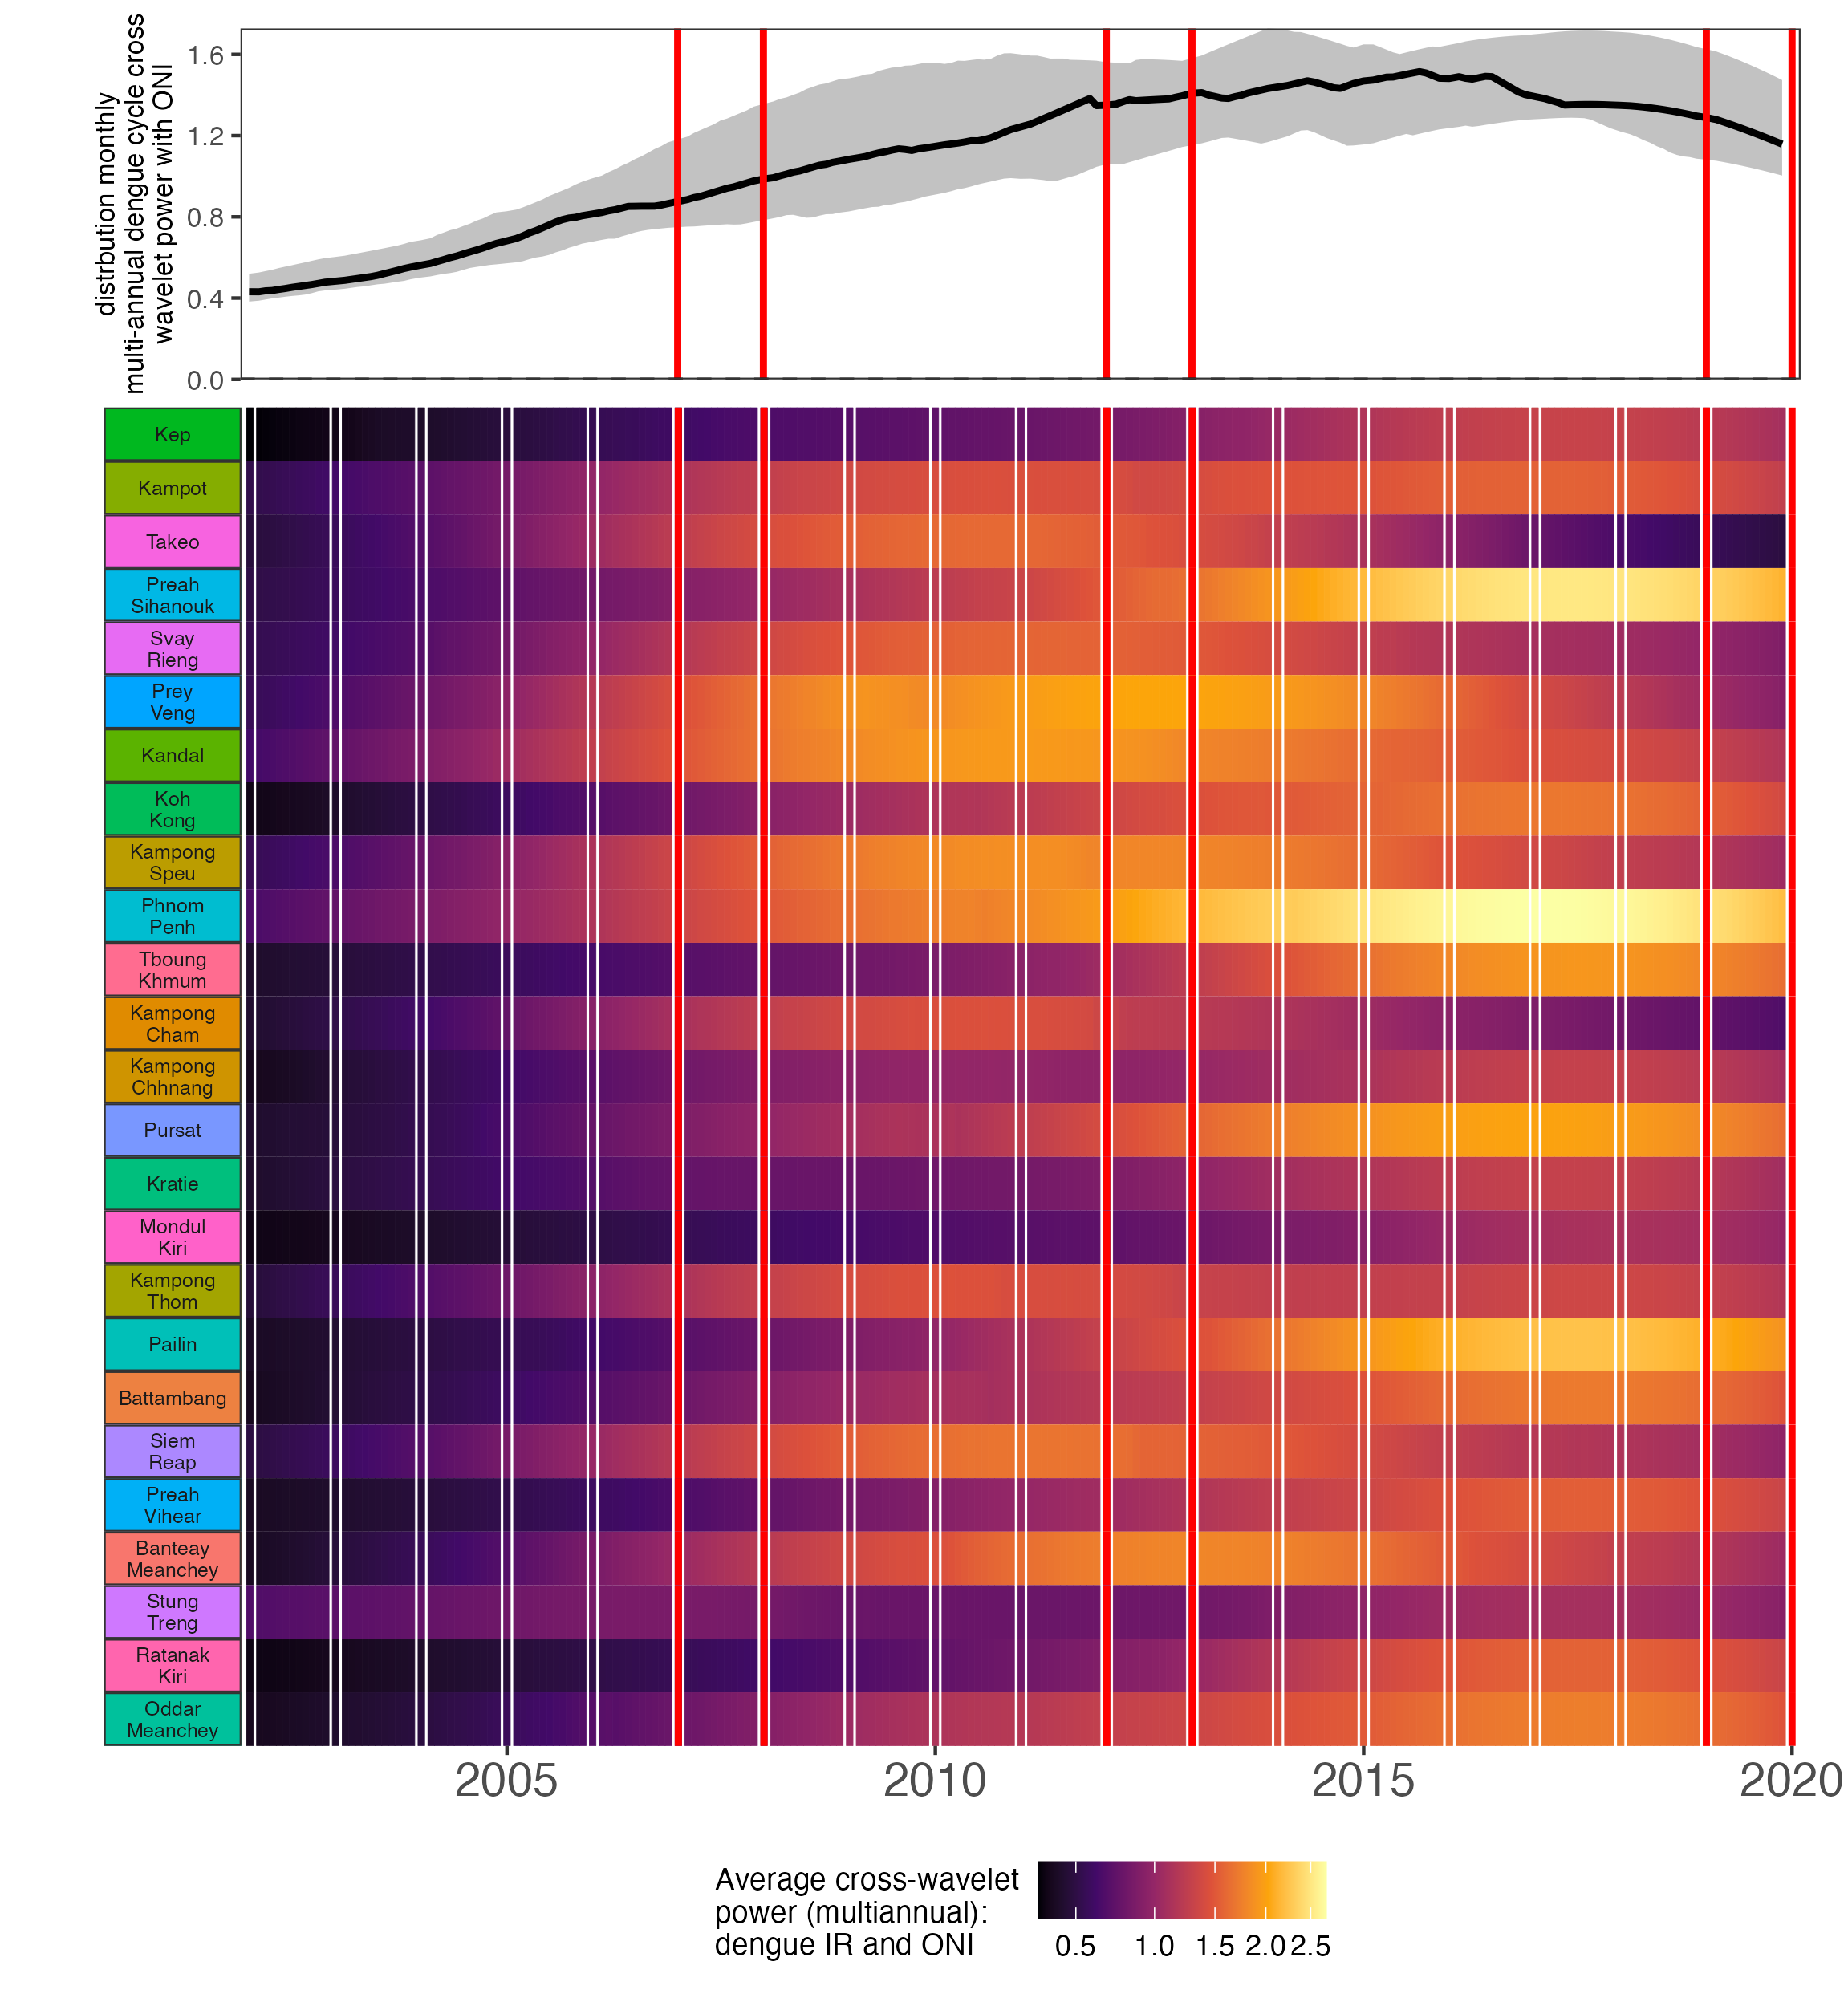 distrbution monthly
multi-annual dengue cycle cross
wavelet power with ONI
1.6
1.2
0.8
0.4
0.0
Kep
Kampot
Takeo
Preah
Sihanouk
Svay
Rieng
Prey
Veng
Kandal
Koh
Kong
Kampong
Speu
Phnom
Penh
Tboung
Khmum
Kampong
Cham
Kampong
Chhnang
Pursat
Kratie
Mondul
Kiri
Kampong
Thom
Pailin
Battambang
Siem
Reap
Preah
Vihear
Banteay
Meanchey
Stung
Treng
Ratanak
Kiri
Oddar
Meanchey
2005 2010 2015 2020
Average cross-wavelet
power (multiannual):
dengue IR and ONI
0.5 1.0 1.5 2.0 2.5